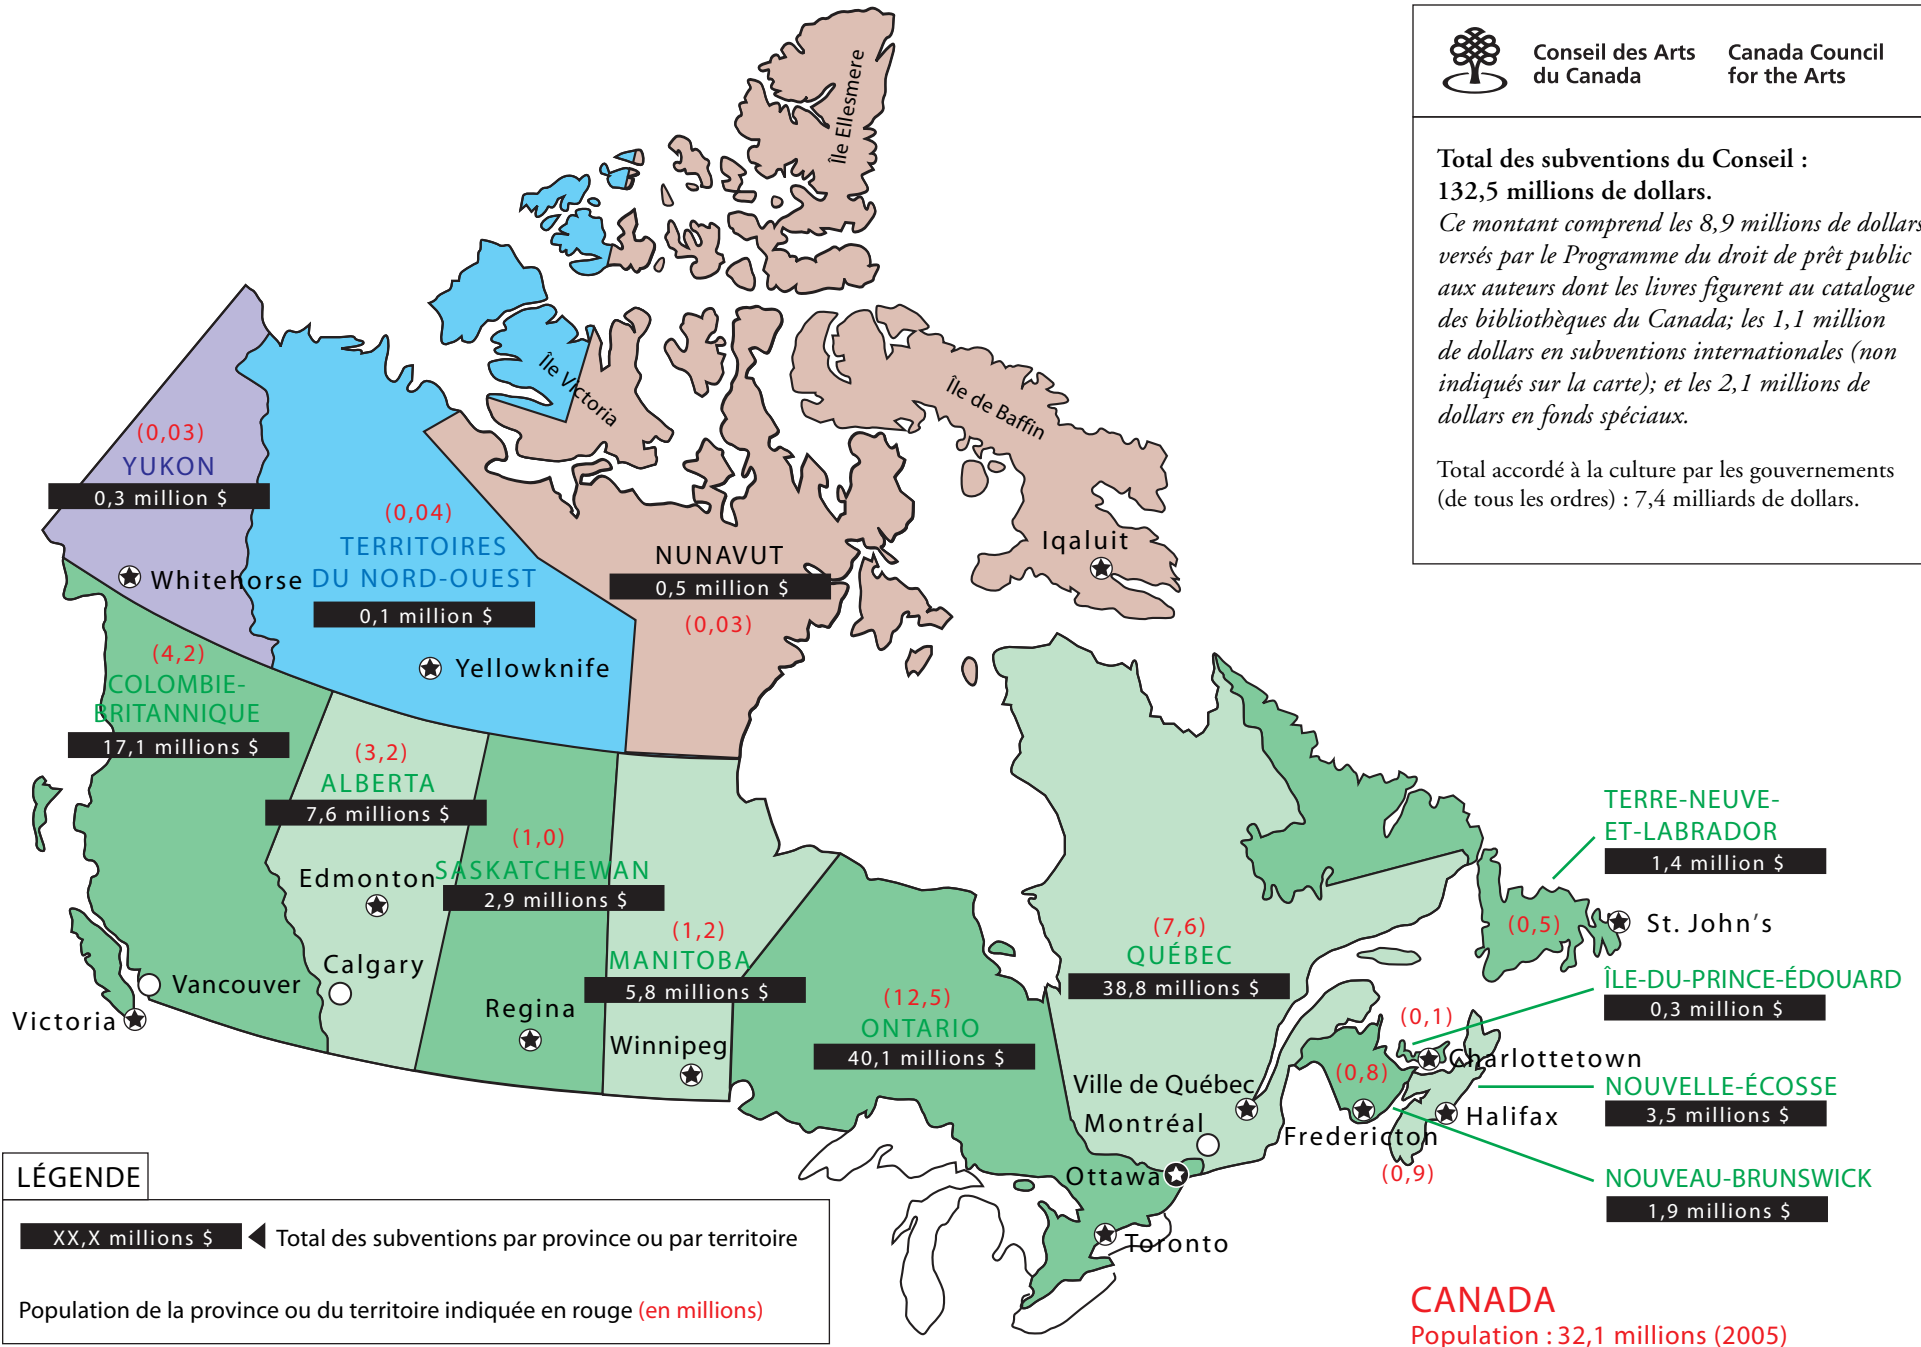 Conseil des Arts
du Canada
Canada Council
for the Arts
Total des subventions du Conseil :
132,5 millions de dollars.
Ce montant comprend les 8,9 millions de dollars
versés par le Programme du droit de prêt public
aux auteurs dont les livres figurent au catalogue
des bibliothèques du Canada; les 1,1 million
de dollars en subventions internationales (non
indiqués sur la carte); et les 2,1 millions de
dollars en fonds spéciaux.
Total accordé à la culture par les gouvernements
(de tous les ordres) : 7,4 milliards de dollars.
Île Ellesmere
Île Victoria
Île de Baffin
(0,03)
YUKON
0,3 million $
Whitehorse
(0,04)
TERRITOIRES
DU NORD-OUEST
0,1 million $
Yellowknife
NUNAVUT
0,5 million $
(0,03)
Iqaluit
(4,2)
COLOMBIE-
BRITANNIQUE
17,1 millions $
Vancouver
Victoria
(3,2)
ALBERTA
7,6 millions $
Edmonton
Calgary
(1,0)
SASKATCHEWAN
2,9 millions $
Regina
(1,2)
MANITOBA
5,8 millions $
Winnipeg
(12,5)
ONTARIO
40,1 millions $
Ottawa
Toronto
(7,6)
QUÉBEC
38,8 millions $
Ville de Québec
Montréal
TERRE-NEUVE-
ET-LABRADOR
1,4 million $
(0,5)
St. John's
ÎLE-DU-PRINCE-ÉDOUARD
0,3 million $
(0,1)
Charlottetown
NOUVELLE-ÉCOSSE
3,5 millions $
Halifax
(0,9)
(0,8)
Fredericton
NOUVEAU-BRUNSWICK
1,9 millions $
LÉGENDE
XX,X millions $ Total des subventions par province ou par territoire
Population de la province ou du territoire indiquée en rouge (en millions)
CANADA
Population : 32,1 millions (2005)